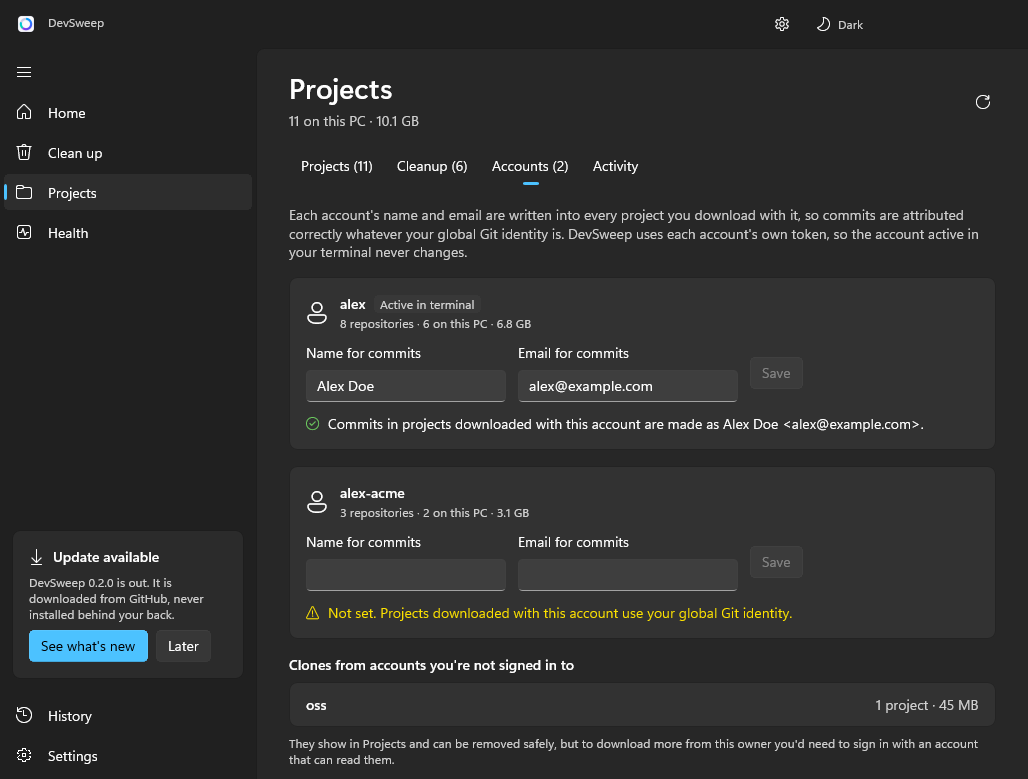 DevSweep
Dark
Home
Clean up
Projects
Health
Projects
11 on this PC · 10.1 GB
Projects (11)
Cleanup (6)
Accounts (2)
Activity
Each account's name and email are written into every project you download with it, so commits are attributed
correctly whatever your global Git identity is. DevSweep uses each account's own token, so the account active in
your terminal never changes.
alex
Active in terminal
8 repositories · 6 on this PC · 6.8 GB
Name for commits
Email for commits
Alex Doe
alex@example.com
Save
Commits in projects downloaded with this account are made as Alex Doe <alex@example.com>.
alex-acme
3 repositories · 2 on this PC · 3.1 GB
Name for commits
Email for commits
Save
Not set. Projects downloaded with this account use your global Git identity.
Clones from accounts you're not signed in to
oss
1 project · 45 MB
They show in Projects and can be removed safely, but to download more from this owner you'd need to sign in with an account
that can read them.
Update available
DevSweep 0.2.0 is out. It is
downloaded from GitHub, never
installed behind your back.
See what's new
Later
History
Settings